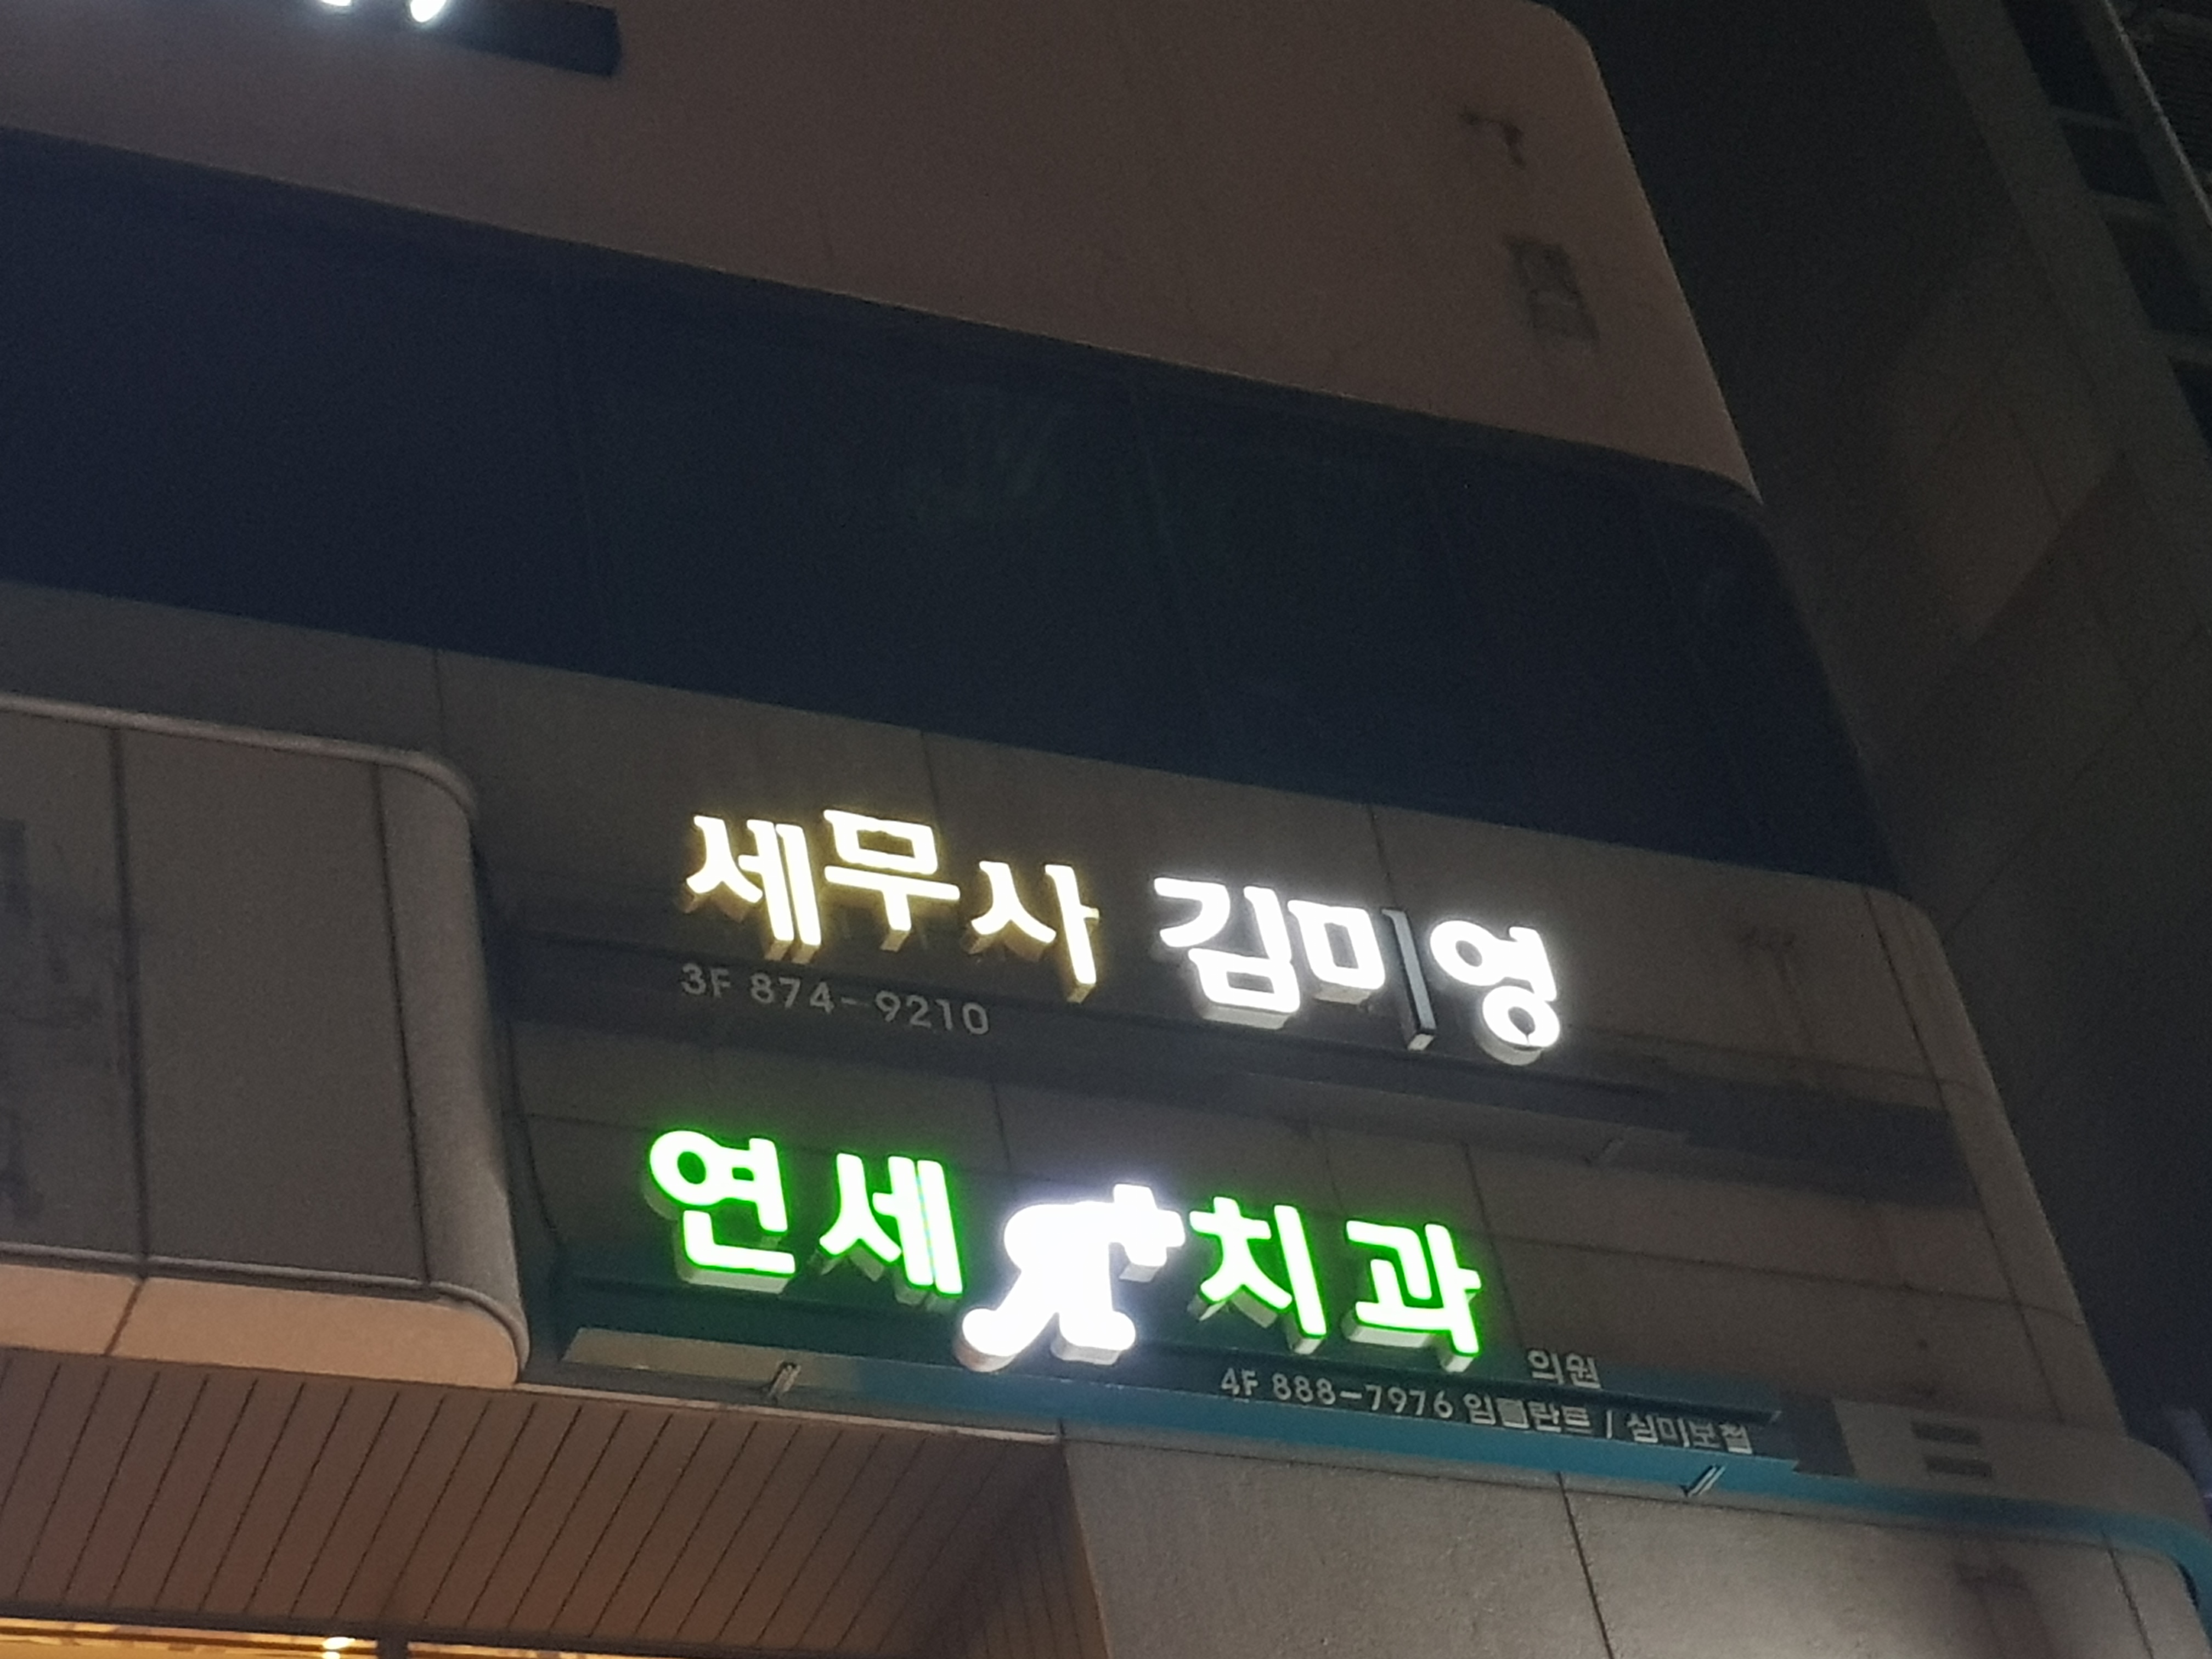 세무사 김미영
3F 874-9210
연세 치과
의원
4F 888-7976 임플란트 / 심미보철